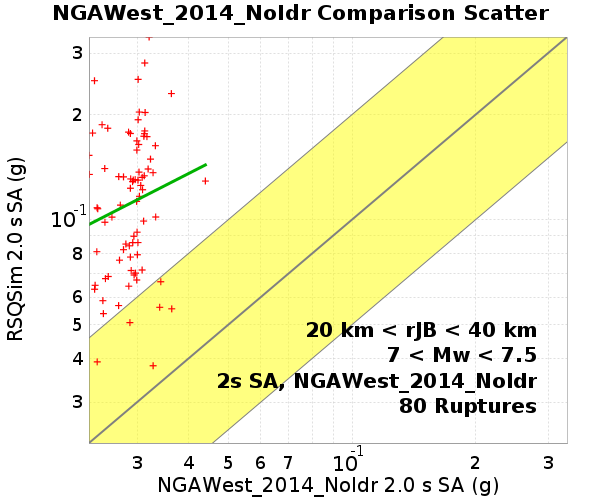 NGAWest_2014_NoIdr Comparison Scatter
RSQSim 2.0 s SA (g)
3
2
10⁻¹
8
6
5
4
3
20 km < rJB < 40 km
7 < Mw < 7.5
2s SA, NGAWest_2014_NoIdr
80 Ruptures
3 4 5 6 7 10⁻¹ 2 3
NGAWest_2014_NoIdr 2.0 s SA (g)